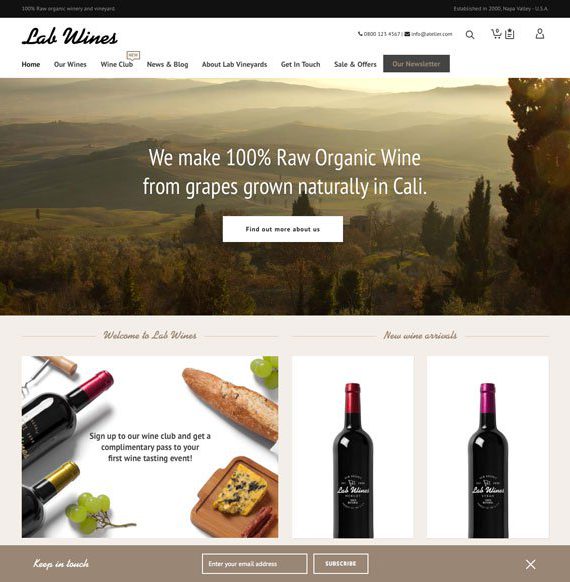 100% Raw organic winery and vineyard.
Established in 2000, Napa Valley - U.S.A.
Lab Wines
0800 123 4567 | info@atelier.com
0
NEW
Home Our Wines Wine Club News & Blog About Lab Vineyards Get In Touch Sale & Offers Our Newsletter
We make 100% Raw Organic Wine
from grapes grown naturally in Cali.
Find out more about us
Welcome to Lab Wines
New wine arrivals
Sign up to our wine club and get a
complimentary pass to your
first wine tasting event!
Lab Wines
Lab Wines
Keep in touch
Enter your email address
SUBSCRIBE